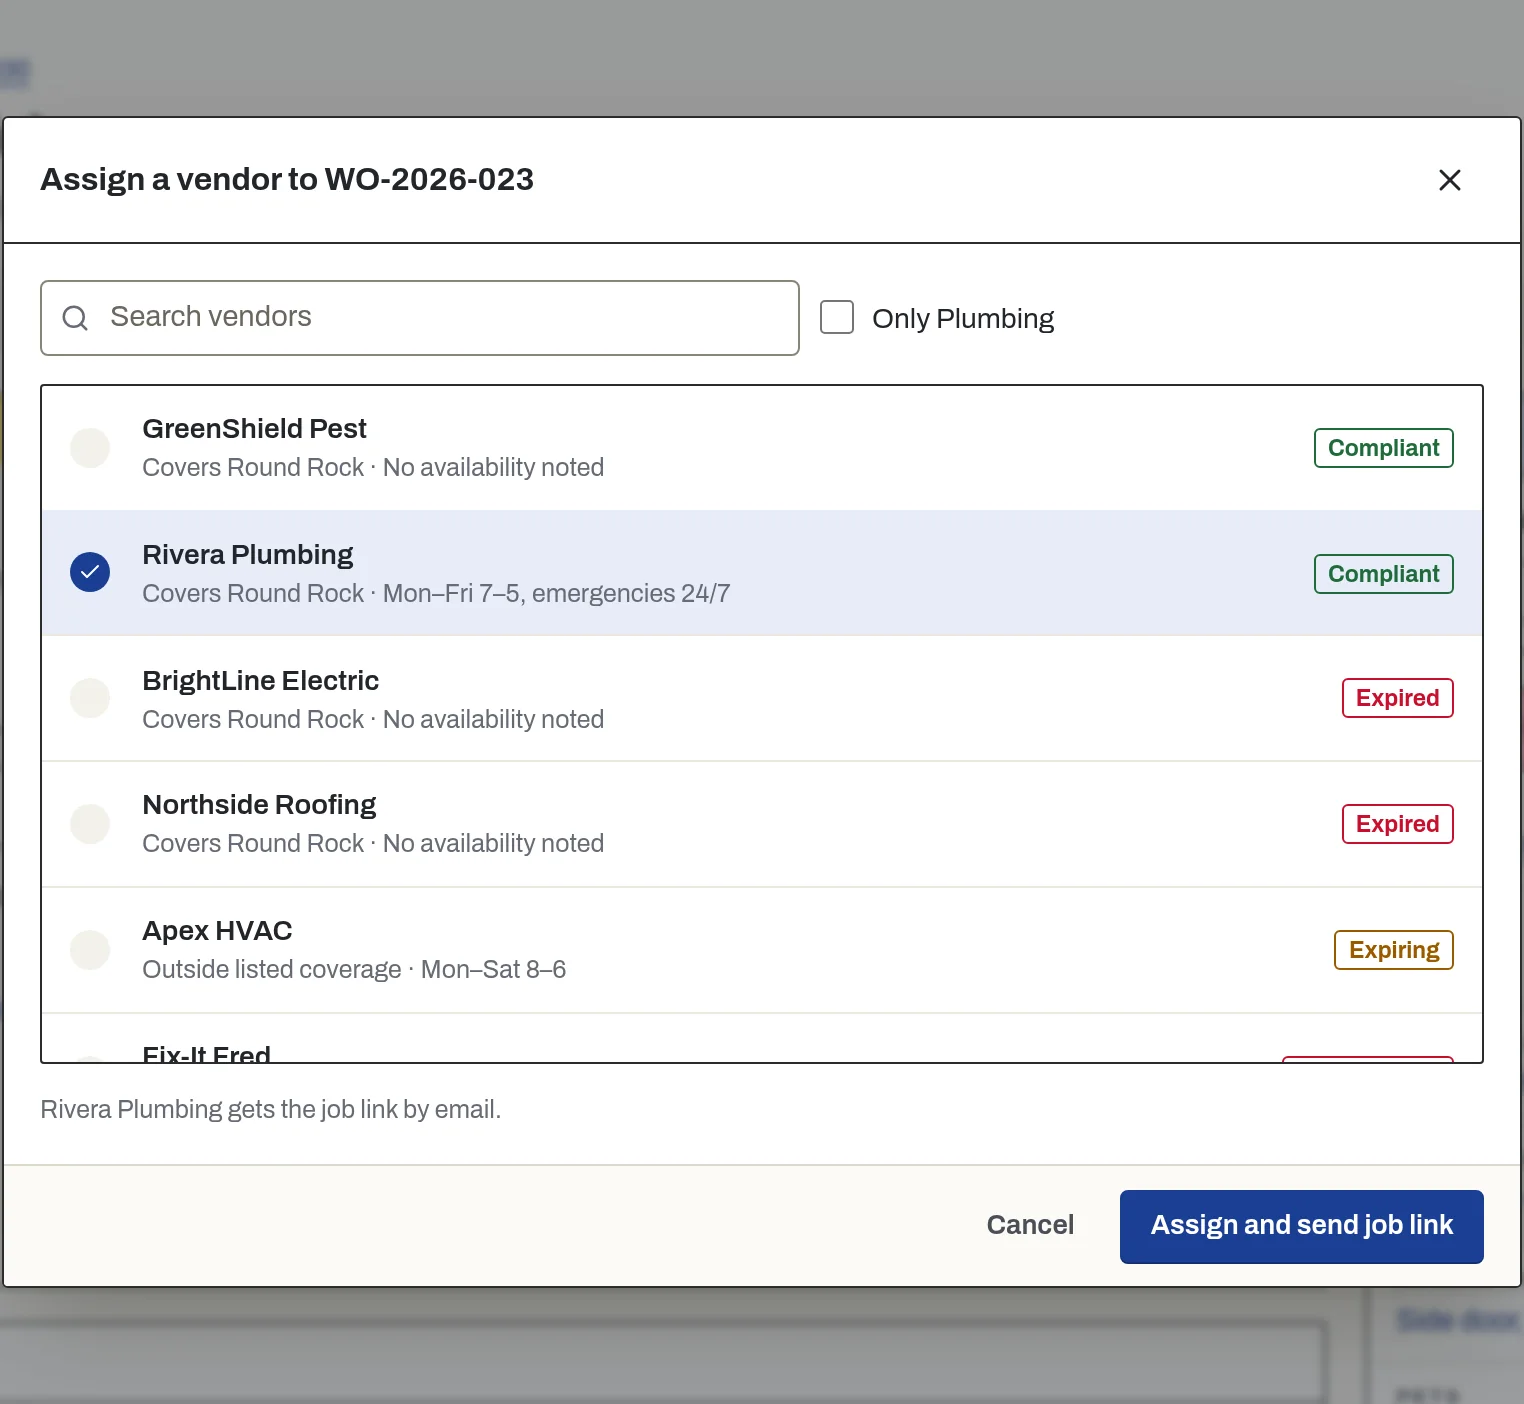 Assign a vendor to WO-2026-023
Search vendors
Only Plumbing
GreenShield Pest
Covers Round Rock · No availability noted
Compliant
Rivera Plumbing
Covers Round Rock · Mon–Fri 7–5, emergencies 24/7
Compliant
BrightLine Electric
Covers Round Rock · No availability noted
Expired
Northside Roofing
Covers Round Rock · No availability noted
Expired
Apex HVAC
Outside listed coverage · Mon–Sat 8–6
Expiring
Fix-It Fred
Rivera Plumbing gets the job link by email.
Cancel
Assign and send job link
Side door
PETS